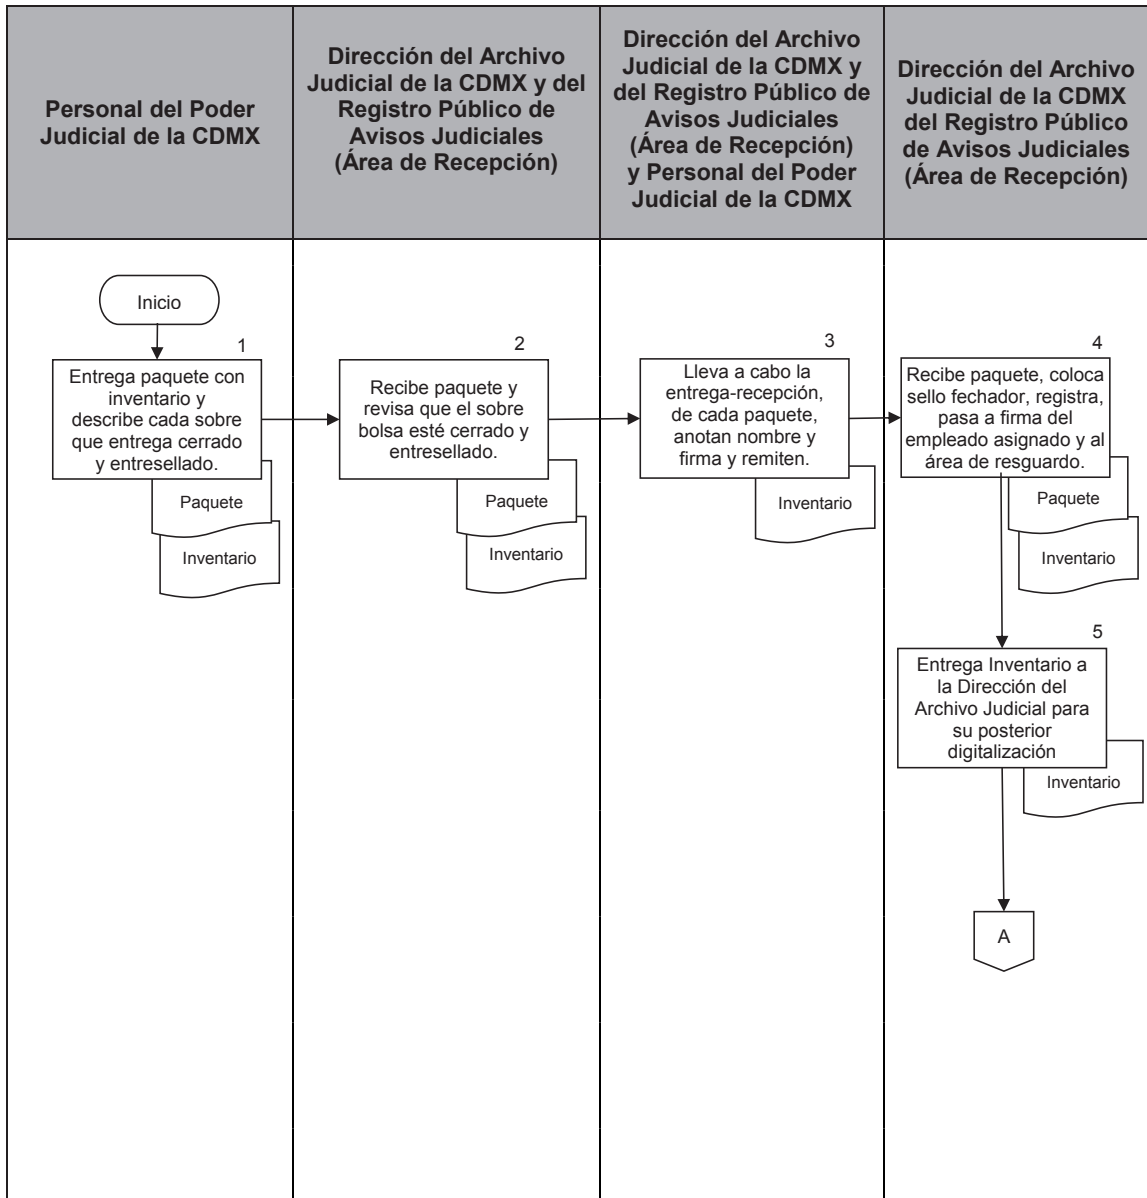 Personal del Poder
Judicial de la CDMX
Dirección del Archivo
Judicial de la CDMX y del
Registro Público de
Avisos Judiciales
(Área de Recepción)
Dirección del Archivo
Judicial de la CDMX y
del Registro Público de
Avisos Judiciales
(Área de Recepción)
y Personal del Poder
Judicial de la CDMX
Dirección del Archivo
Judicial de la CDMX
del Registro Público
de Avisos Judiciales
(Área de Recepción)
Inicio
1
Entrega paquete con
inventario y
describe cada sobre
que entrega cerrado
y entresellado.
Paquete
Inventario
2
Recibe paquete y
revisa que el sobre
bolsa esté cerrado y
entresellado.
Paquete
Inventario
3
Lleva a cabo la
entrega-recepción,
de cada paquete,
anotan nombre y
firma y remiten.
Inventario
4
Recibe paquete, coloca
sello fechador, registra,
pasa a firma del
empleado asignado y al
área de resguardo.
Paquete
Inventario
5
Entrega Inventario a
la Dirección del
Archivo Judicial para
su posterior
digitalización
Inventario
A